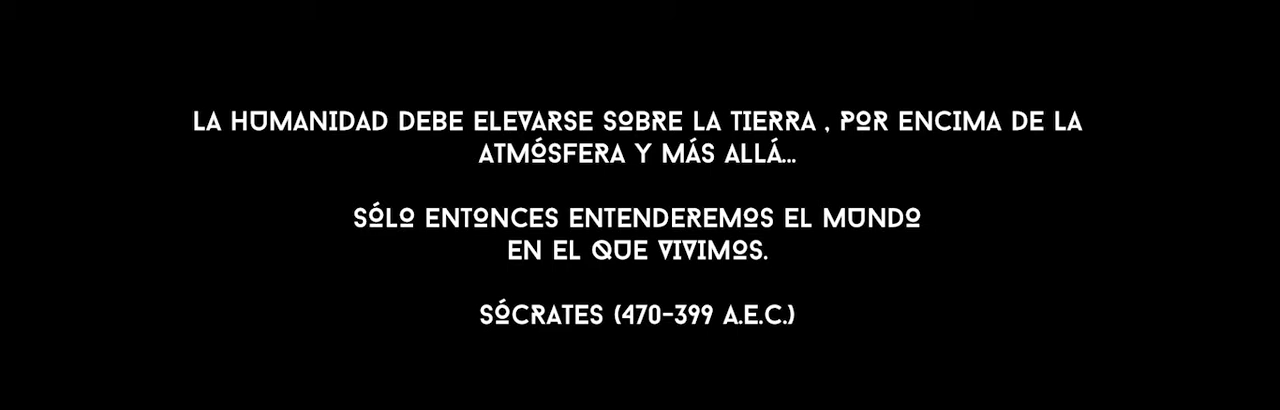 LA HUMANIDAD DEBE ELEVARSE SOBRE LA TIERRA , POR ENCIMA DE LA
ATMÓSFERA Y MÁS ALLÁ...
SÓLO ENTONCES ENTENDEREMOS EL MUNDO
EN EL QUE VIVIMOS.
SÓCRATES (470-399 A.E.C.)